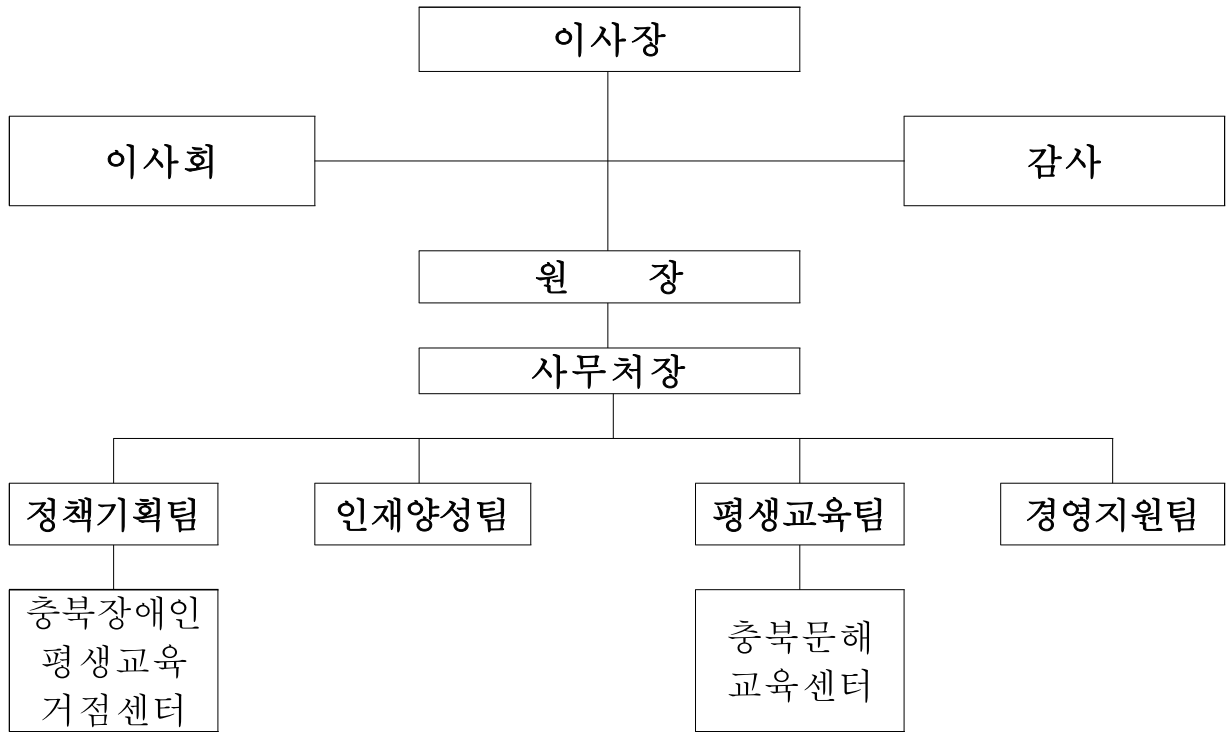 이사장
이사회
감사
원 장
사무처장
정책기획팀
인재양성팀
평생교육팀
경영지원팀
충북장애인
평생교육
거점센터
충북문해
교육센터